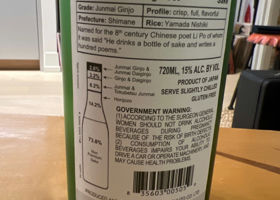 Grade: Junmai Ginjo
Profile: crisp, full, flavorful
Prefecture: Shimane
Rice: Yamada Nishiki
Named for the 8th century Chinese poet Li Po of whom
it was said "He drinks a bottle of sake and writes a
hundred poems."
Junmai Ginjo &
Junmai Daiginjo
Ginjo &
Daiginjo
Junmai &
Tokubetsu Junmai
Honjozo
14.2%
73.8%
720ML, 15% ALC. BY VOL
PRODUCT OF JAPAN
SERVE SLIGHTLY CHILLED
GLUTEN FREE
GOVERNMENT WARNING:
(1) ACCORDING TO THE SURGEON GENERAL,
WOMEN SHOULD NOT DRINK ALCOHOLIC
BEVERAGES DURING PREGNANCY
BECAUSE OF THE RISK OF BIRTH DEFECTS.
(2) CONSUMPTION OF ALCOHOLIC
BEVERAGES IMPAIRS YOUR ABILITY TO
DRIVE A CAR OR OPERATE MACHINERY, AND
MAY CAUSE HEALTH PROBLEMS.